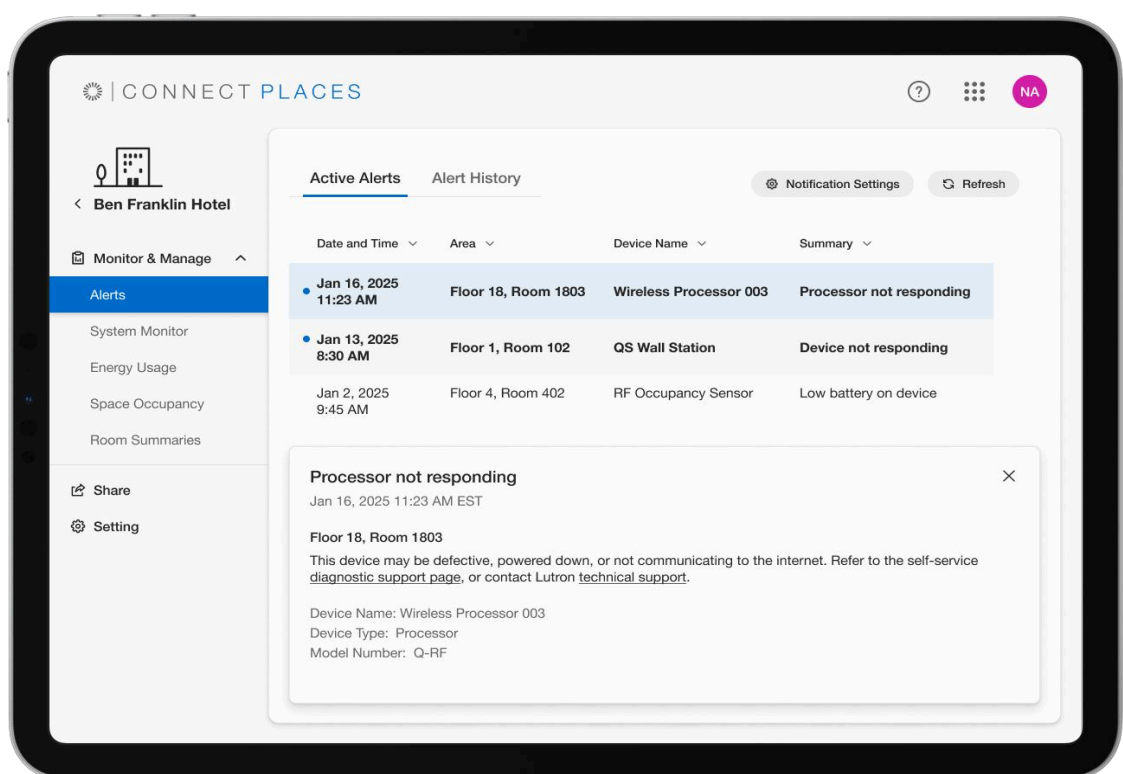 CONNECT PLACES
?
NA
Ben Franklin Hotel
Monitor & Manage
Alerts
System Monitor
Energy Usage
Space Occupancy
Room Summaries
Share
Setting
Active Alerts Alert History
Notification Settings Refresh
Date and Time Area Device Name Summary
Jan 16, 2025
11:23 AM Floor 18, Room 1803 Wireless Processor 003 Processor not responding
Jan 13, 2025
8:30 AM Floor 1, Room 102 QS Wall Station Device not responding
Jan 2, 2025 Floor 4, Room 402 RF Occupancy Sensor Low battery on device
9:45 AM
Processor not responding
Jan 16, 2025 11:23 AM EST
Floor 18, Room 1803
This device may be defective, powered down, or not communicating to the internet. Refer to the self-service
diagnostic support page, or contact Lutron technical support.
Device Name: Wireless Processor 003
Device Type: Processor
Model Number: Q-RF